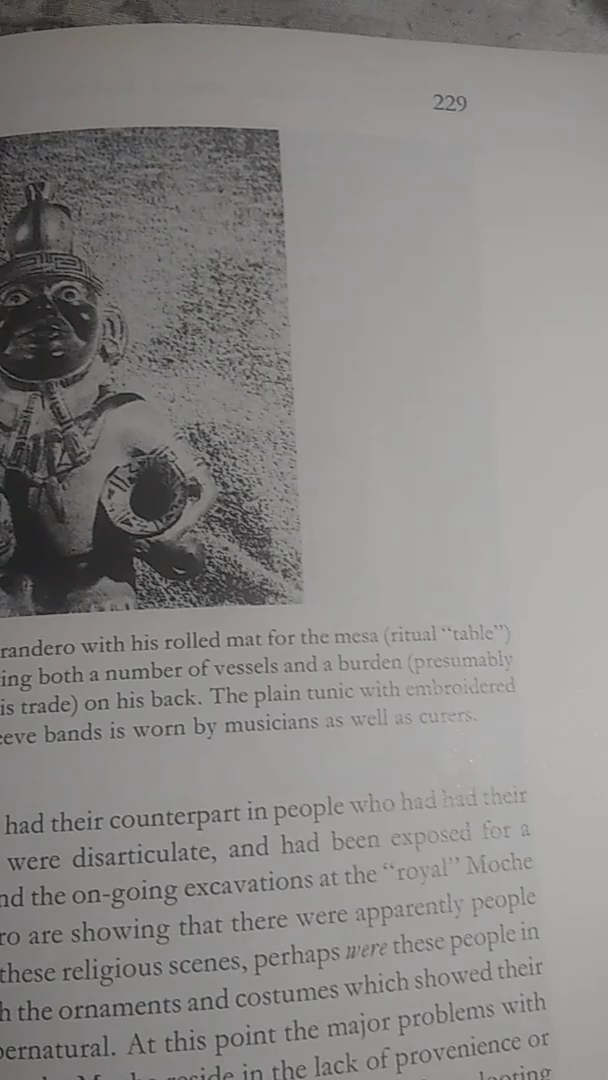 229
randero with his rolled mat for the mesa (ritual “table”)
ing both a number of vessels and a burden (presumably
is trade) on his back. The plain tunic with embroidered
eeve bands is worn by musicians as well as curers.
had their counterpart in people who had had their
were disarticulate, and had been exposed for a
nd the on-going excavations at the “royal” Moche
ro are showing that there were apparently people
these religious scenes, perhaps were these people in
h the ornaments and costumes which showed their
pernatural. At this point the major problems with
reside in the lack of provenience or
looting